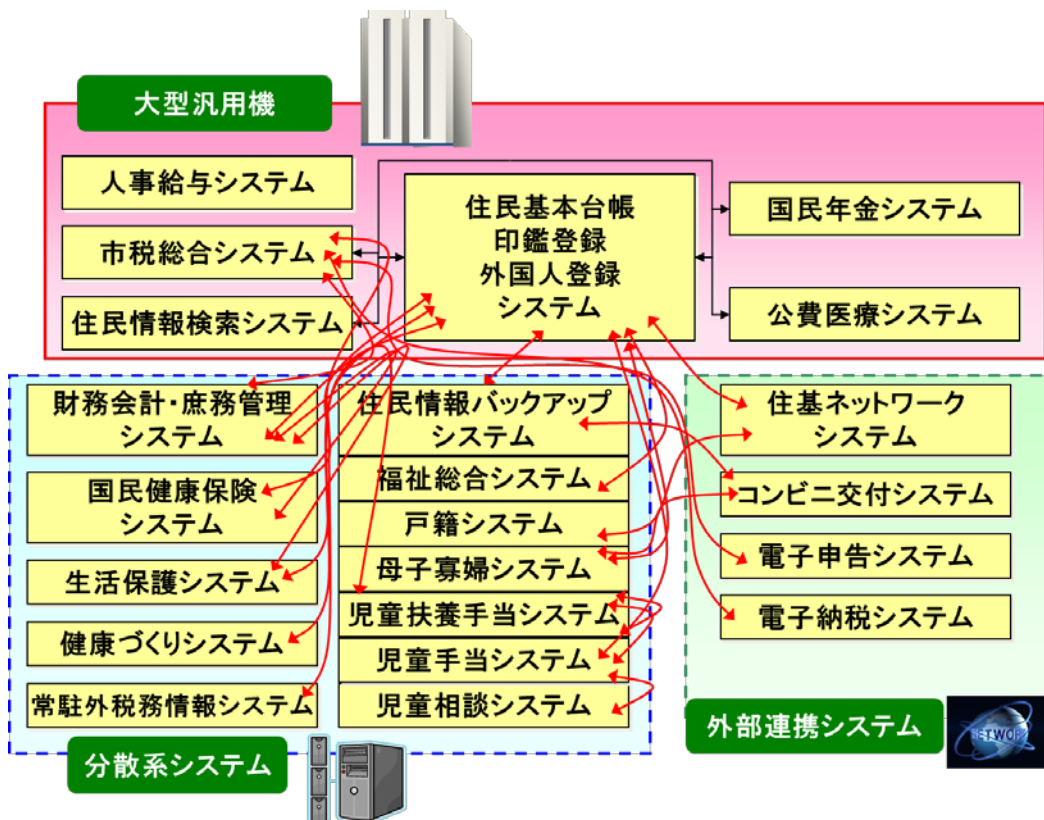 大型汎用機
人事給与システム
市税総合システム
住民情報検索システム
住民基本台帳
印鑑登録
外国人登録
システム
国民年金システム
公費医療システム
財務会計・庶務管理
システム
国民健康保険
システム
生活保護システム
健康づくりシステム
常駐外税務情報システム
住民情報バックアップ
システム
福祉総合システム
戸籍システム
母子寡婦システム
児童扶養手当システム
児童手当システム
児童相談システム
分散系システム
住基ネットワーク
システム
コンビニ交付システム
電子申告システム
電子納税システム
外部連携システム